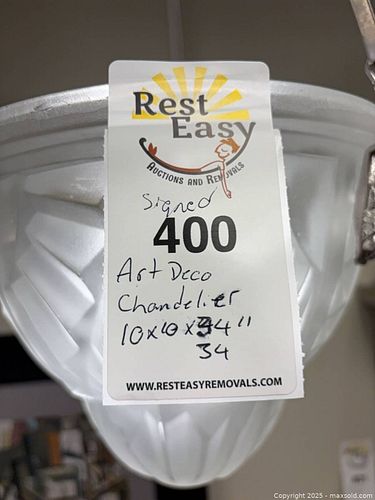 Rest
Easy
AUCTIONS AND REMOVALS
Signed
400
Art Deco
Chandelier
10x10x34"
34
WWW.RESTEASYREMOVALS.COM
Copyright 2025 - maxsold.com